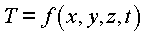 T = f(x, y, z, t)